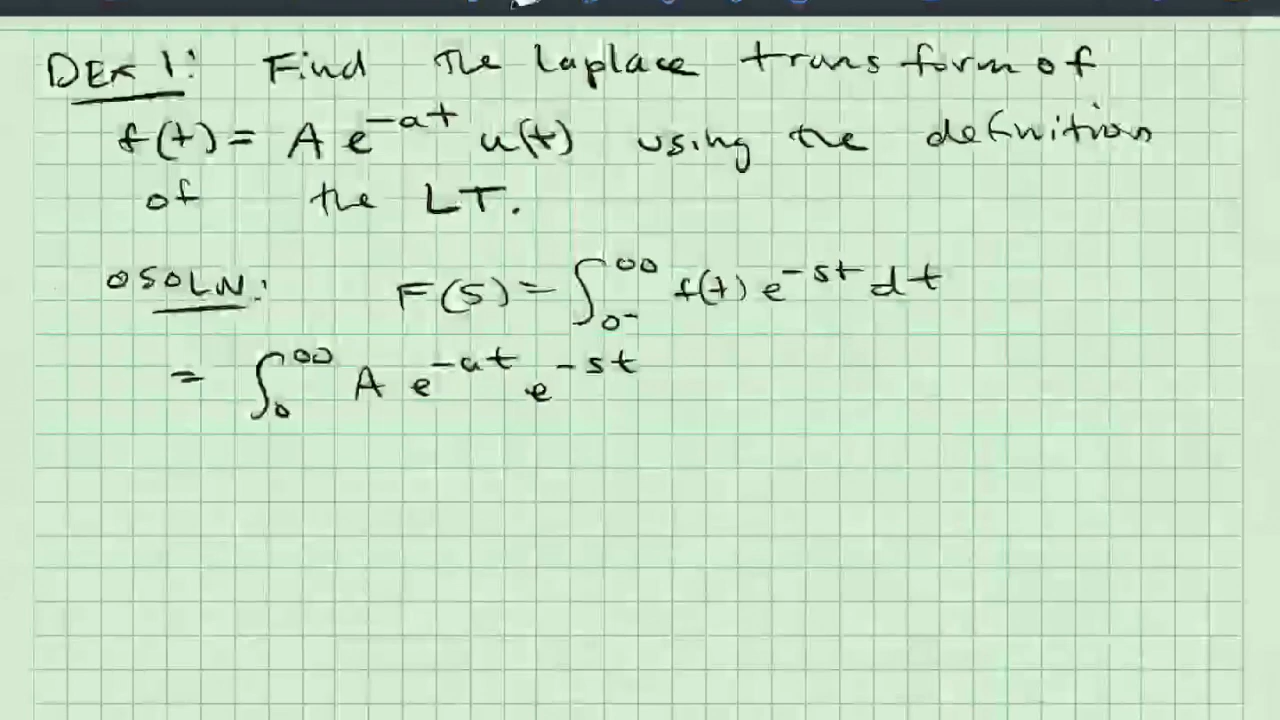 DEX 1: Find the laplace transform of
f(t) = A e^{-at} u(t) using the definition
of the LT.
SOLN: F(s) = ∫_{0^-}^{∞} f(t) e^{-st} dt
= ∫_{0}^{∞} A e^{-at} e^{-st}